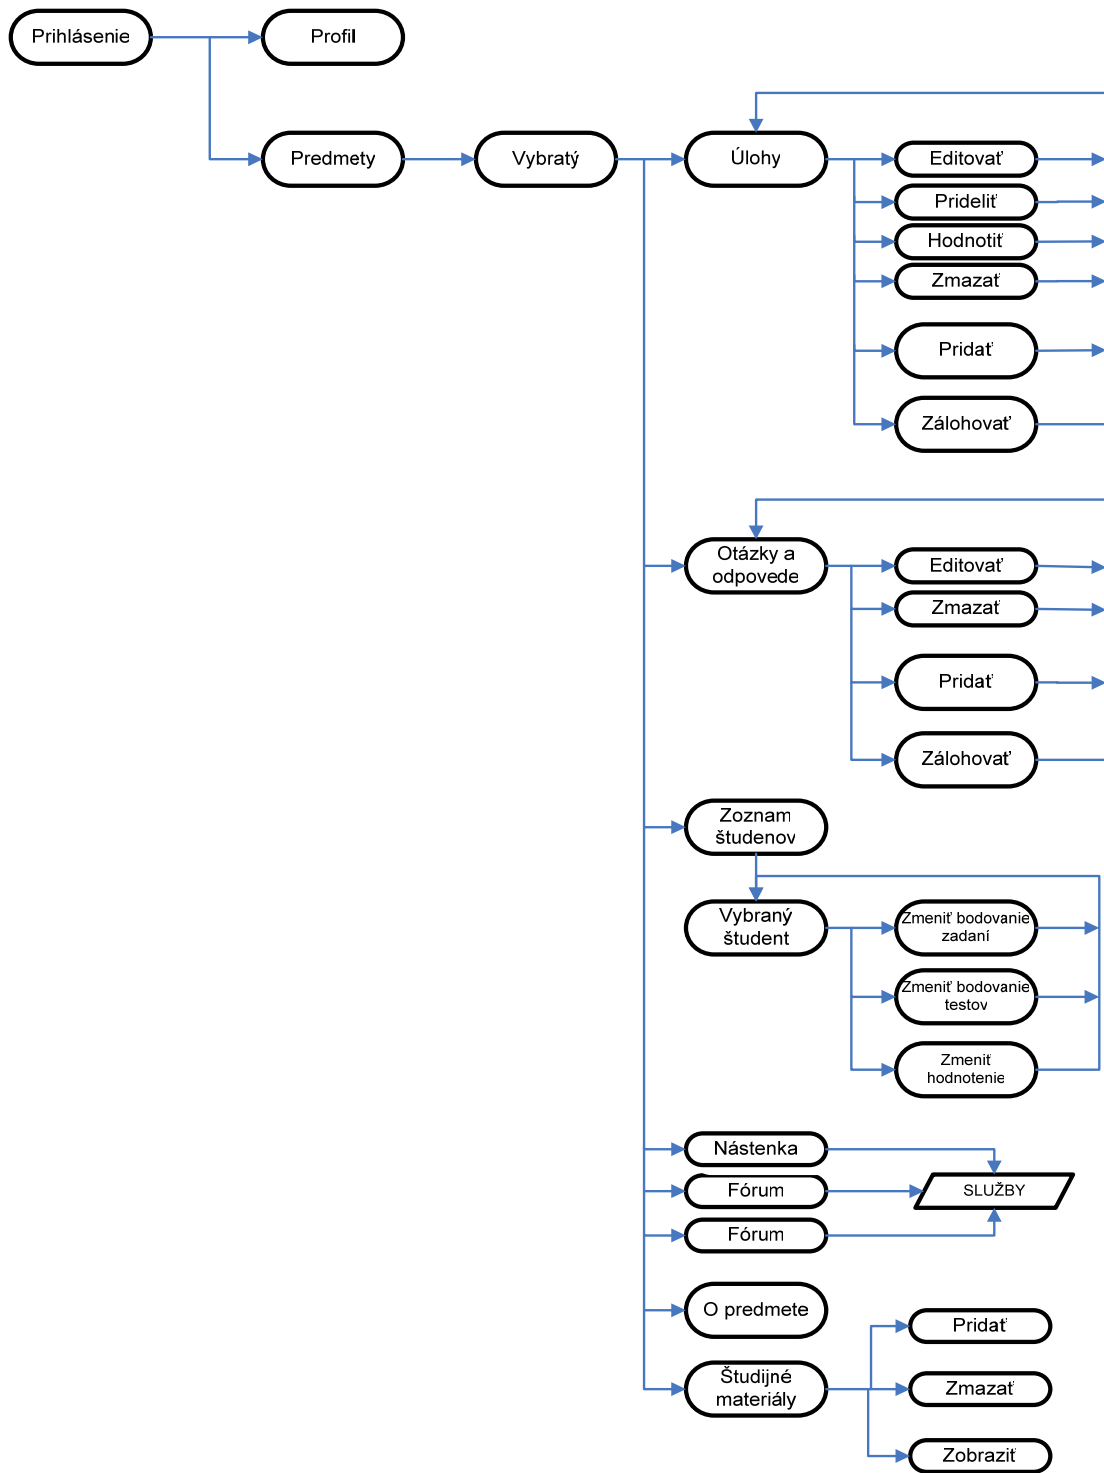 Prihlásenie
Profil
Predmety
Vybratý
Úlohy
Editovať
Prideliť
Hodnotiť
Zmazať
Pridať
Zálohovať
Otázky a
odpovede
Editovať
Zmazať
Pridať
Zálohovať
Zoznam
študenov
Vybraný
študent
Zmeniť bodovanie
zadaní
Zmeniť bodovanie
testov
Zmeniť
hodnotenie
Nástenka
Fórum
SLUŽBY
Fórum
O predmete
Študijné
materiály
Pridať
Zmazať
Zobraziť